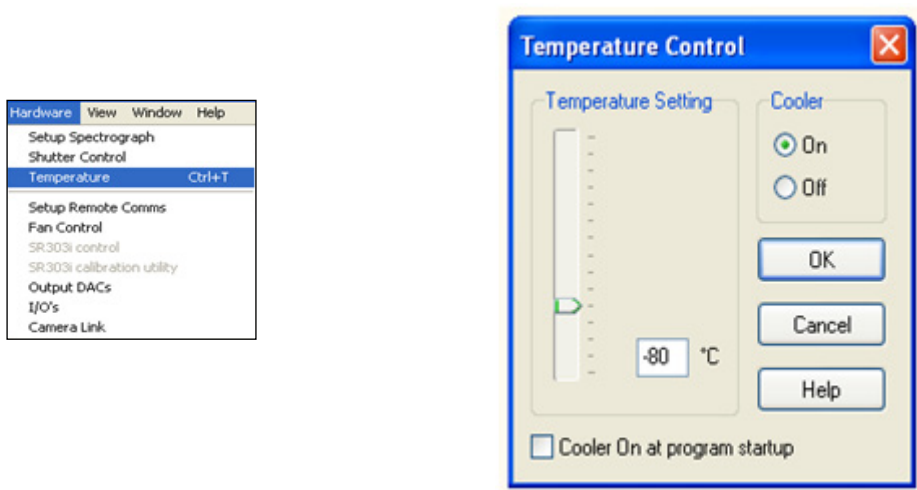 Hardware View Window Help
Setup Spectrograph
Shutter Control
Temperature Ctrl+T
Setup Remote Comms
Fan Control
SR303i control
SR303i calibration utility
Output DACs
I/O's
Camera Link
Temperature Control
Temperature Setting
-80 °C
Cooler
On
Off
OK
Cancel
Help
Cooler On at program startup